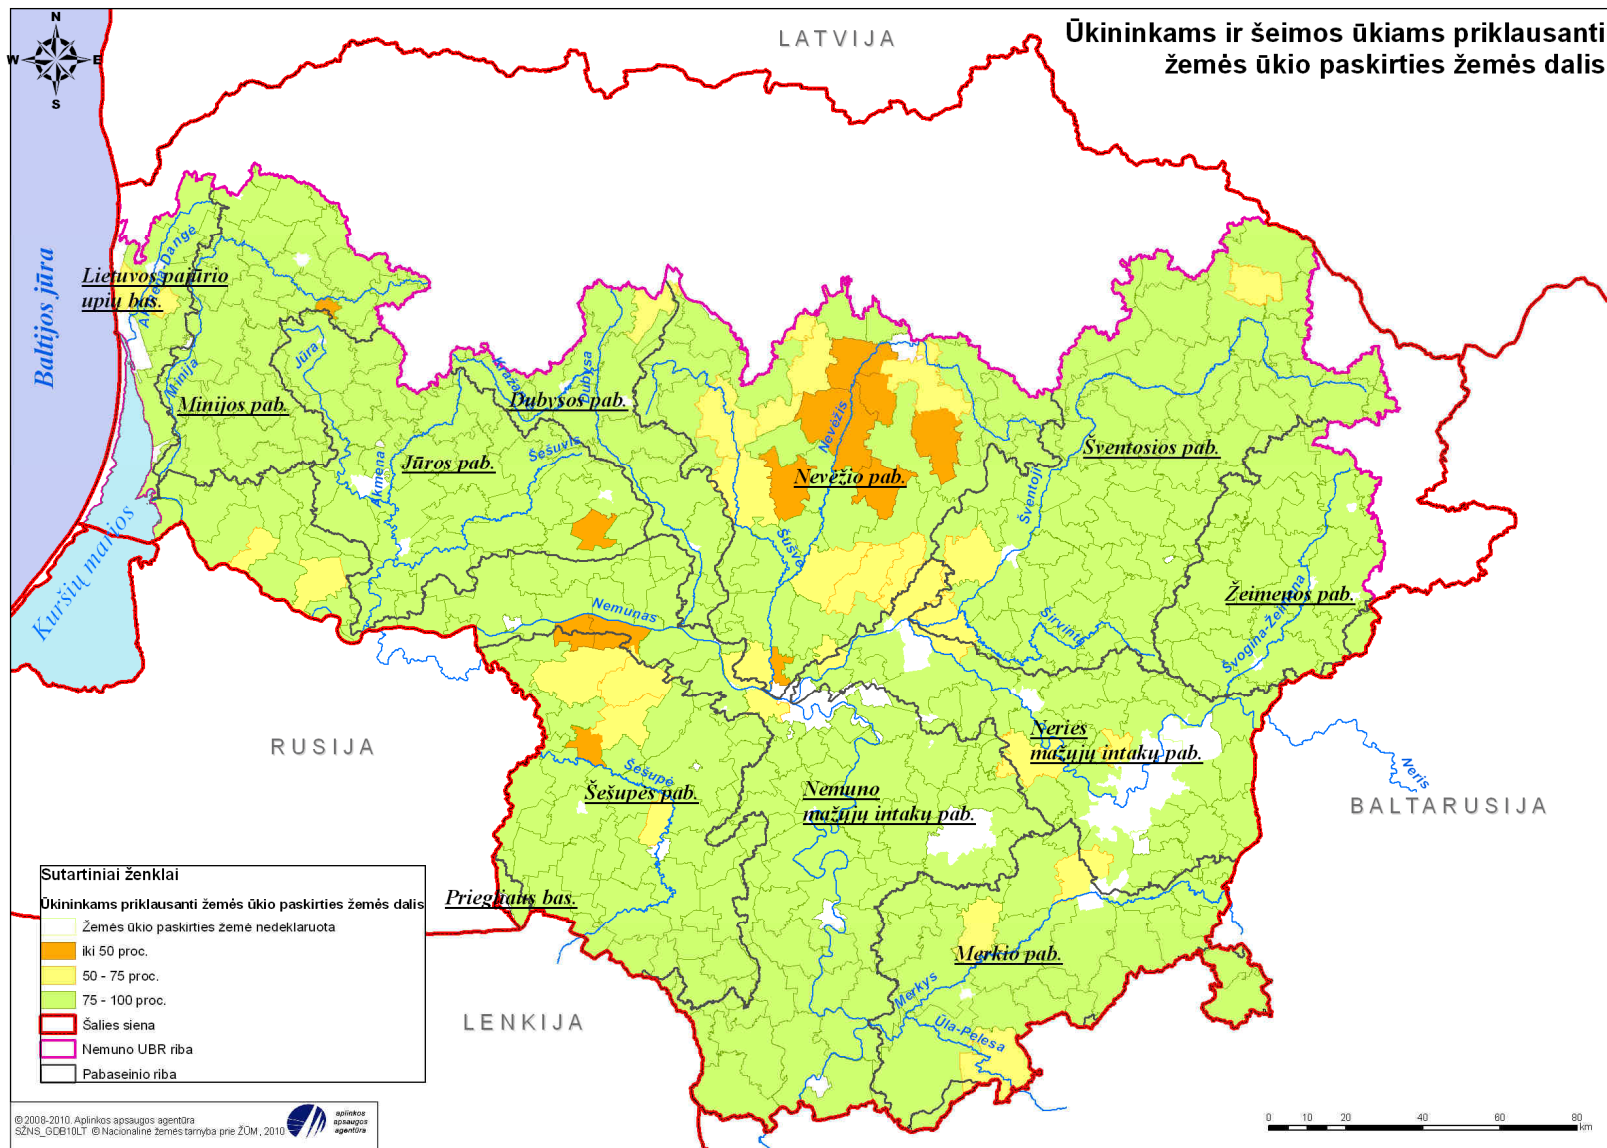 Ūkininkams ir šeimos ūkiams priklausanti
žemės ūkio paskirties žemės dalis
N
W
E
S
LATVIJA
Baltijos jūra
Lietuvos pajūrio
upių bas.
Akmena-Dangė
Minija
Minijos pab.
Jūra
Akmena
Jūros pab.
Kražantė
Dubysa
Dubysos pab.
Šešuvis
Nevėžis
Nevėžio pab.
Šušvė
Šventoji
Šventosios pab.
Žeimenos pab.
Švogina-Žeimena
Širvinta
Kuršių marios
Nemunas
RUSIJA
Neries
mažųjų intakų pab.
Neris
BALTARUSIJA
Šešupė
Šešupės pab.
Nemuno
mažųjų intakų pab.
Priegliaus bas.
Merkio pab.
Merkys
Ūla-Pelesa
LENKIJA
Sutartiniai ženklai
Ūkininkams priklausanti žemės ūkio paskirties žemės dalis
Žemės ūkio paskirties žemė nedeklaruota
iki 50 proc.
50 - 75 proc.
75 - 100 proc.
Šalies siena
Nemuno UBR riba
Pabaseinio riba
© 2008-2010, Aplinkos apsaugos agentūra
SŽNS_GDB10LT © Nacionalinė žemės tarnyba prie ŽŪM, 2010
aplinkos
apsaugos
agentūra
0 10 20 40 60 80
km